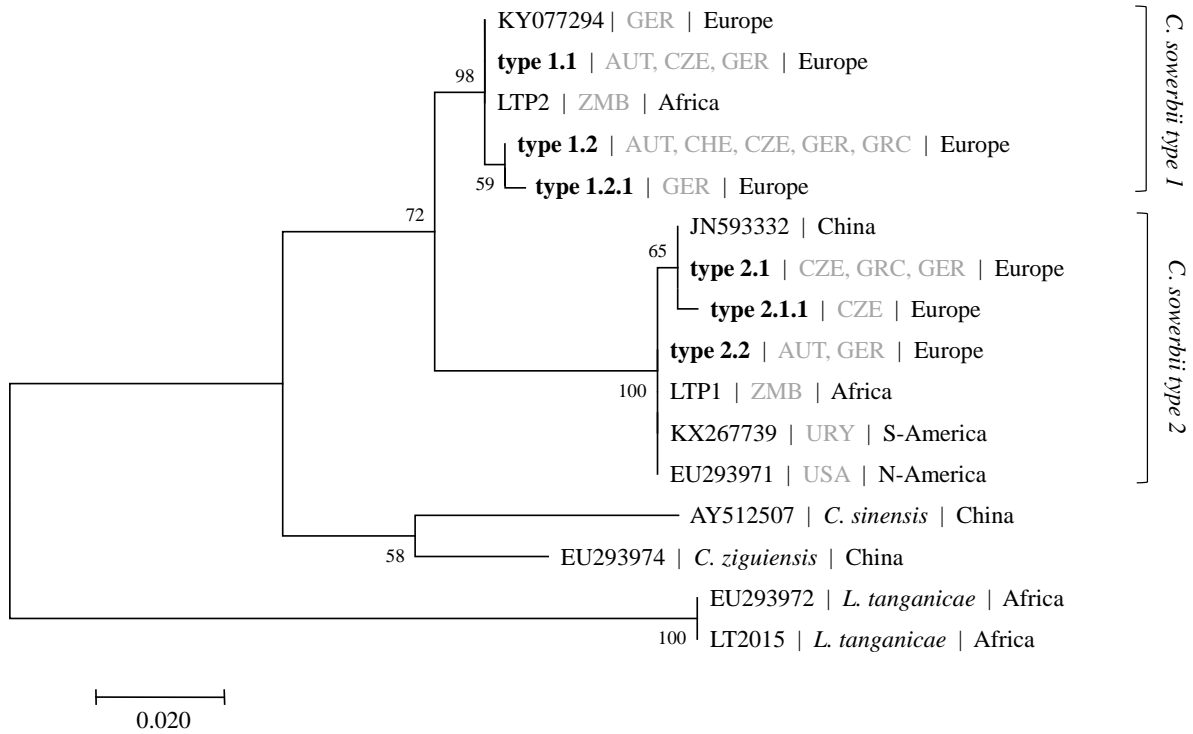 KY077294 | GER | Europe
98
type 1.1 | AUT, CZE, GER | Europe
LTP2 | ZMB | Africa
type 1.2 | AUT, CHE, CZE, GER, GRC | Europe
59
type 1.2.1 | GER | Europe
C. sowerbii type 1
72
JN593332 | China
65
type 2.1 | CZE, GRC, GER | Europe
type 2.1.1 | CZE | Europe
type 2.2 | AUT, GER | Europe
100
LTP1 | ZMB | Africa
KX267739 | URY | S-America
EU293971 | USA | N-America
C. sowerbii type 2
AY512507 | C. sinensis | China
58
EU293974 | C. ziguiensis | China
EU293972 | L. tanganicae | Africa
100
LT2015 | L. tanganicae | Africa
0.020